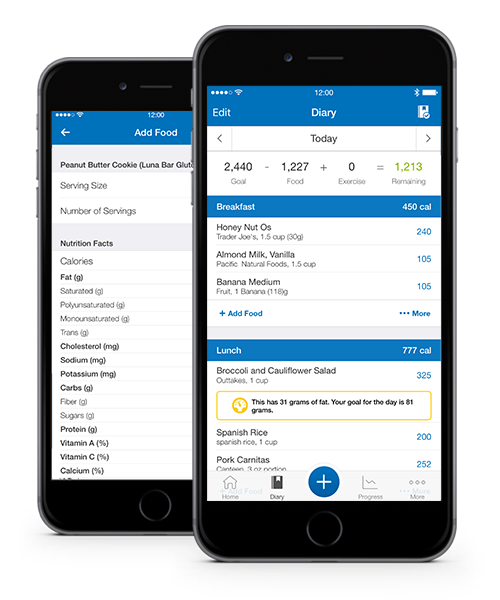 12:00
Add Food
Peanut Butter Cookie (Luna Bar Glut
Serving Size
Number of Servings
Nutrition Facts
Calories
Fat (g)
Saturated (g)
Polyunsaturated (g)
Monounsaturated (g)
Trans (g)
Cholesterol (mg)
Sodium (mg)
Potassium (mg)
Carbs (g)
Fiber (g)
Sugars (g)
Protein (g)
Vitamin A (%)
Vitamin C (%)
Calcium (%)
12:00
Edit Diary
< Today >
2,440 - 1,227 + 0 = 1,213
Goal Food Exercise Remaining
Breakfast 450 cal
Honey Nut Os
Trader Joe's, 1.5 cup (30g) 240
Almond Milk, Vanilla
Pacific Natural Foods, 1.5 cup 105
Banana Medium
Fruit, 1 Banana (118)g 105
+ Add Food ••• More
Lunch 777 cal
Broccoli and Cauliflower Salad
Outtakes, 1 cup 325
This has 31 grams of fat. Your goal for the day is 81
grams.
Spanish Rice
spanish rice, 1 cup 200
Pork Carnitas
Canteen, 3 oz portion 252
+ Add Food ••• More
Home Diary + Progress More